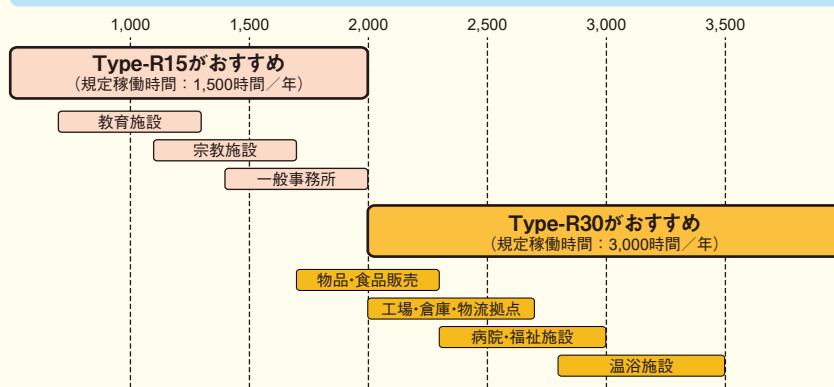 1,000 1,500 2,000 2,500 3,000 3,500
Type-R15がおすすめ
（規定稼働時間：1,500時間／年）
教育施設
宗教施設
一般事務所
Type-R30がおすすめ
（規定稼働時間：3,000時間／年）
物品・食品販売
工場・倉庫・物流拠点
病院・福祉施設
温浴施設